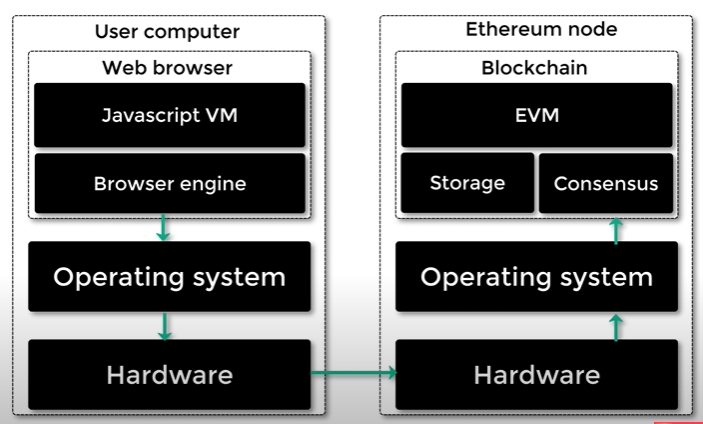 User computer
Web browser
Javascript VM
Browser engine
Operating system
Hardware
Ethereum node
Blockchain
EVM
Storage
Consensus
Operating system
Hardware